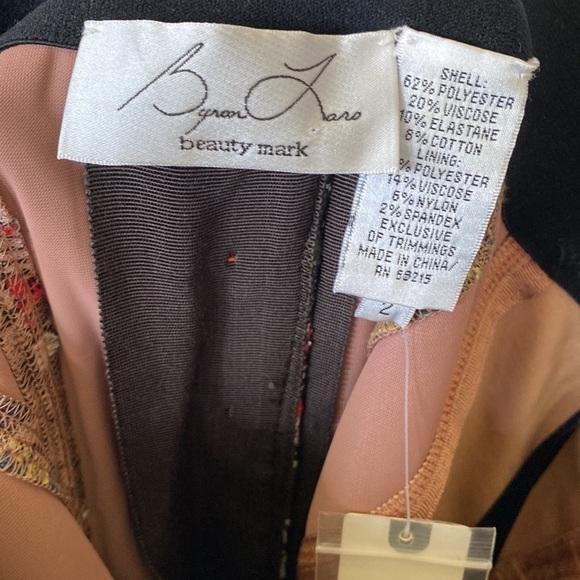 Byron Lars
beauty mark
SHELL:
62% POLYESTER
20% VISCOSE
10% ELASTANE
8% COTTON
LINING:
% POLYESTER
14% VISCOSE
6% NYLON
2% SPANDEX
EXCLUSIVE
OF TRIMMINGS
MADE IN CHINA/
RN 69215
2